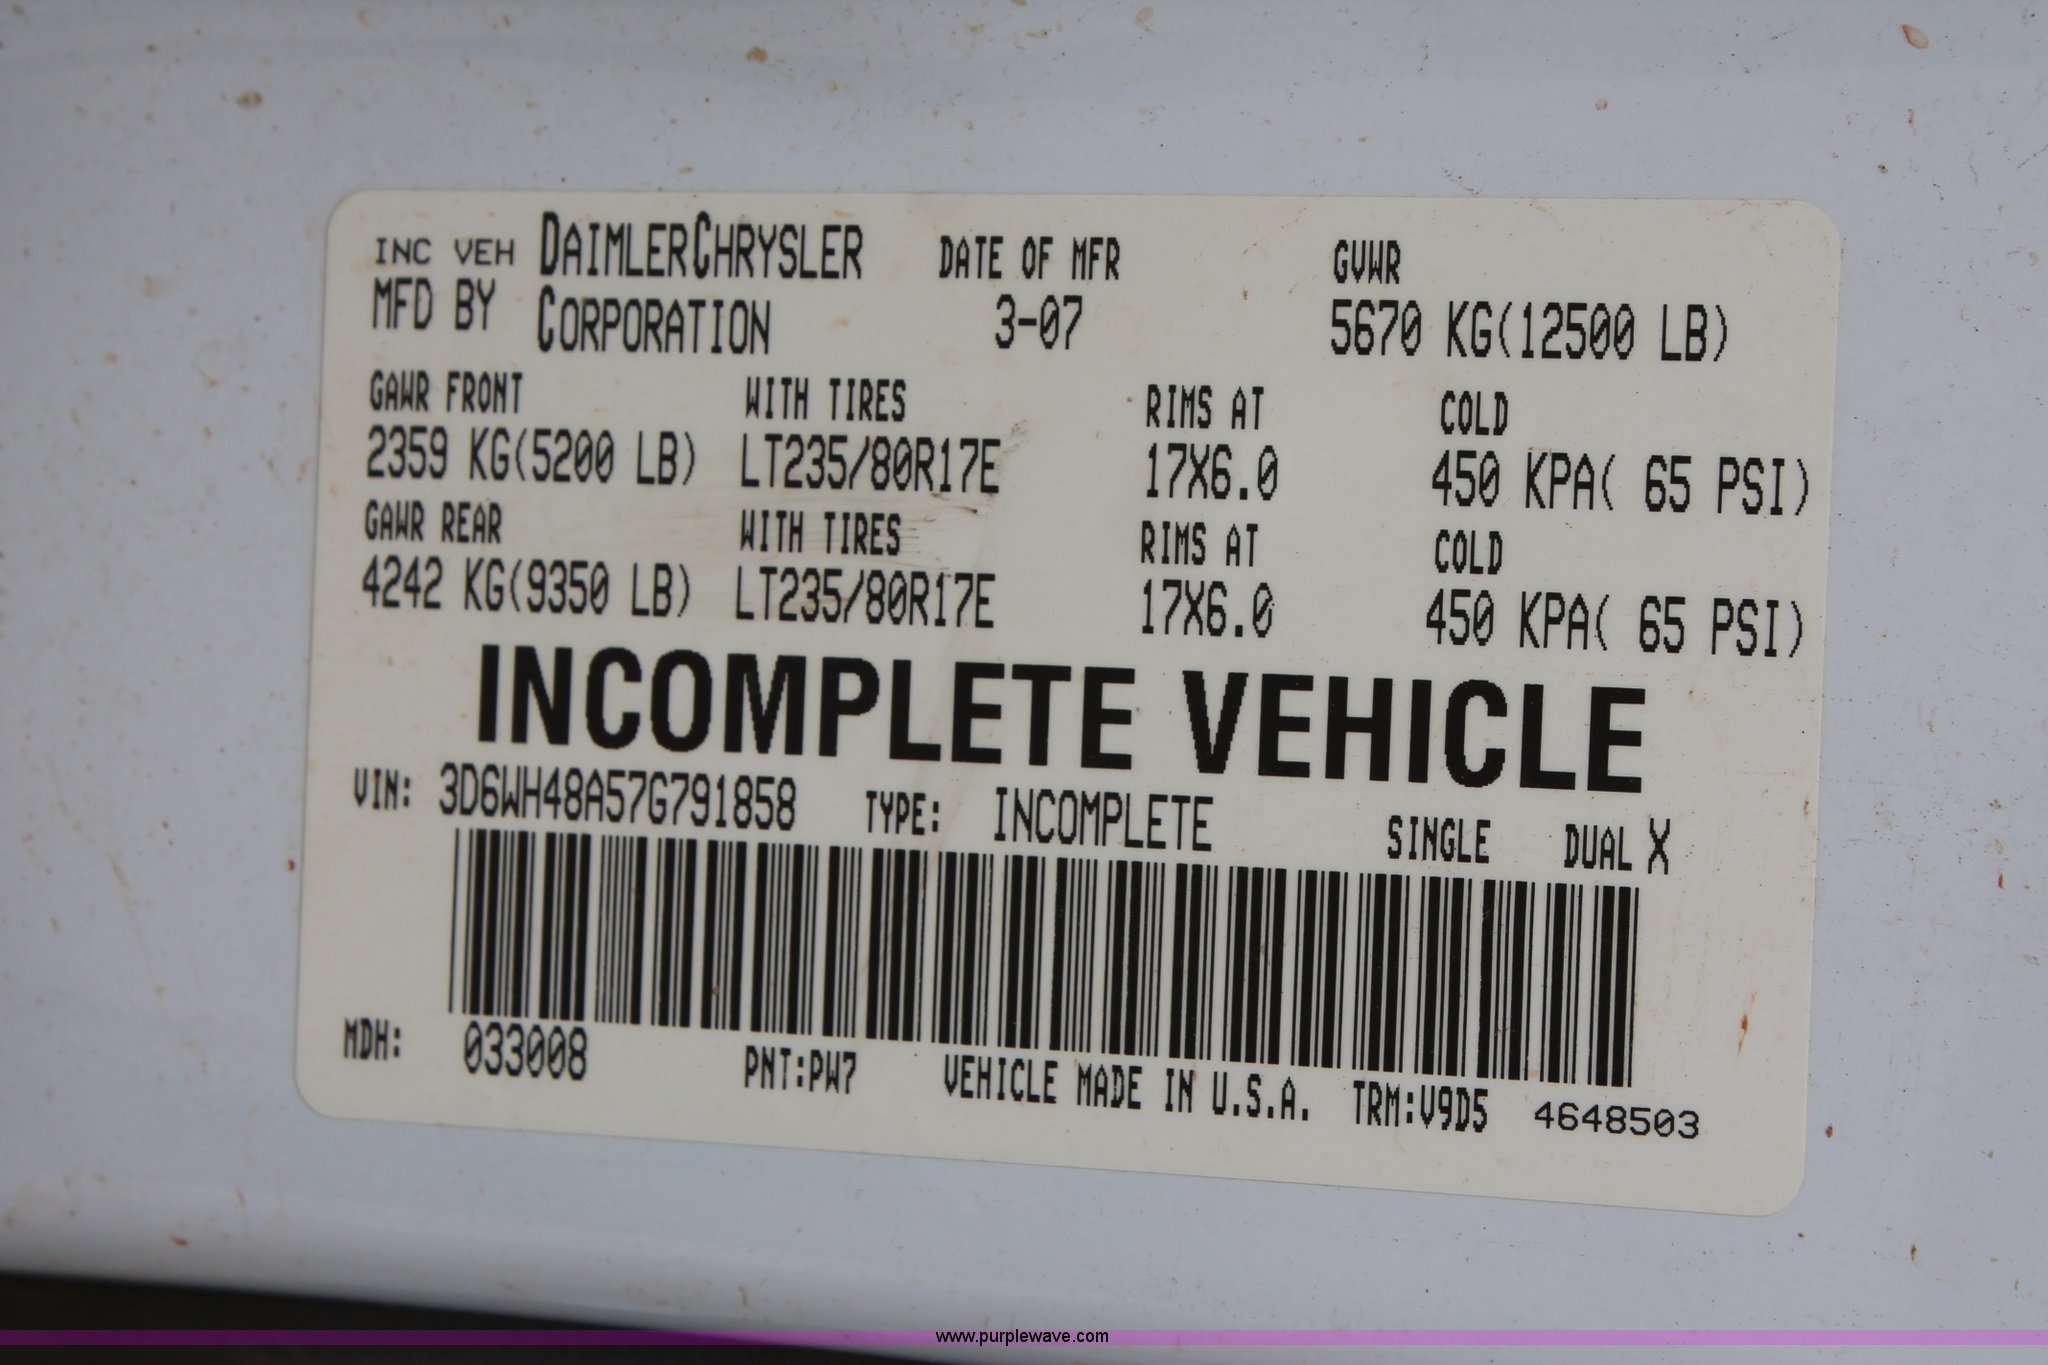 INC VEH DAIMLERCHRYSLER DATE OF MFR GVWR
MFD BY CORPORATION 3-07 5670 KG(12500 LB)
GAWR FRONT WITH TIRES RIMS AT COLD
2359 KG(5200 LB) LT235/80R17E 17X6.0 450 KPA( 65 PSI)
GAWR REAR WITH TIRES RIMS AT COLD
4242 KG(9350 LB) LT235/80R17E 17X6.0 450 KPA( 65 PSI)
INCOMPLETE VEHICLE
VIN: 3D6WH48A57G791858 TYPE: INCOMPLETE SINGLE DUAL X
MDH: 033008 PNT:PW7 VEHICLE MADE IN U.S.A. TRM:V9D5 4648503
www.purplewave.com